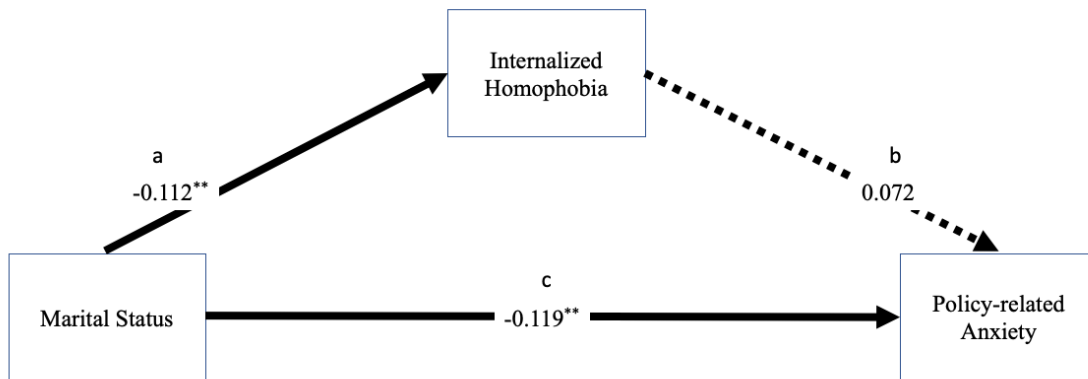 Internalized
Homophobia
a
-0.112**
b
0.072
Marital Status
c
-0.119**
Policy-related
Anxiety